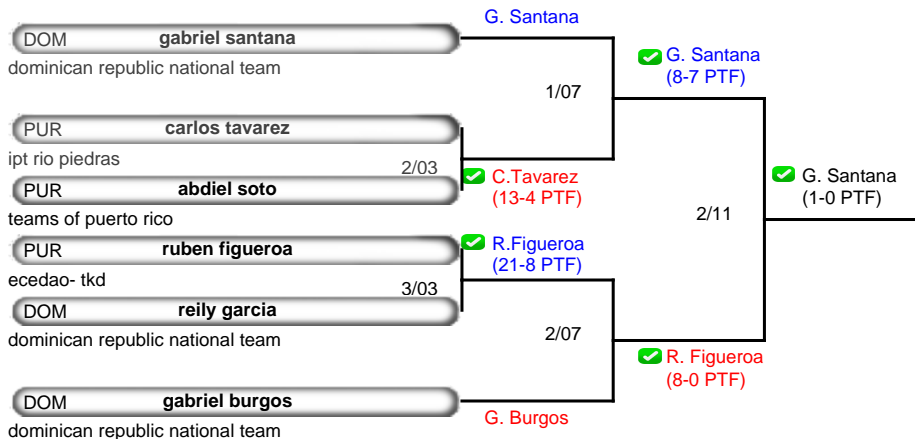 G. Santana
DOM gabriel santana
dominican republic national team
G. Santana
(8-7 PTF)
1/07
PUR carlos tavarez
ipt rio piedras
2/03
C.Tavarez
(13-4 PTF)
PUR abdiel soto
teams of puerto rico
G. Santana
(1-0 PTF)
2/11
PUR ruben figueroa
ecedao- tkd
R.Figueroa
(21-8 PTF)
3/03
DOM reily garcia
dominican republic national team
2/07
R. Figueroa
(8-0 PTF)
DOM gabriel burgos
dominican republic national team
G. Burgos